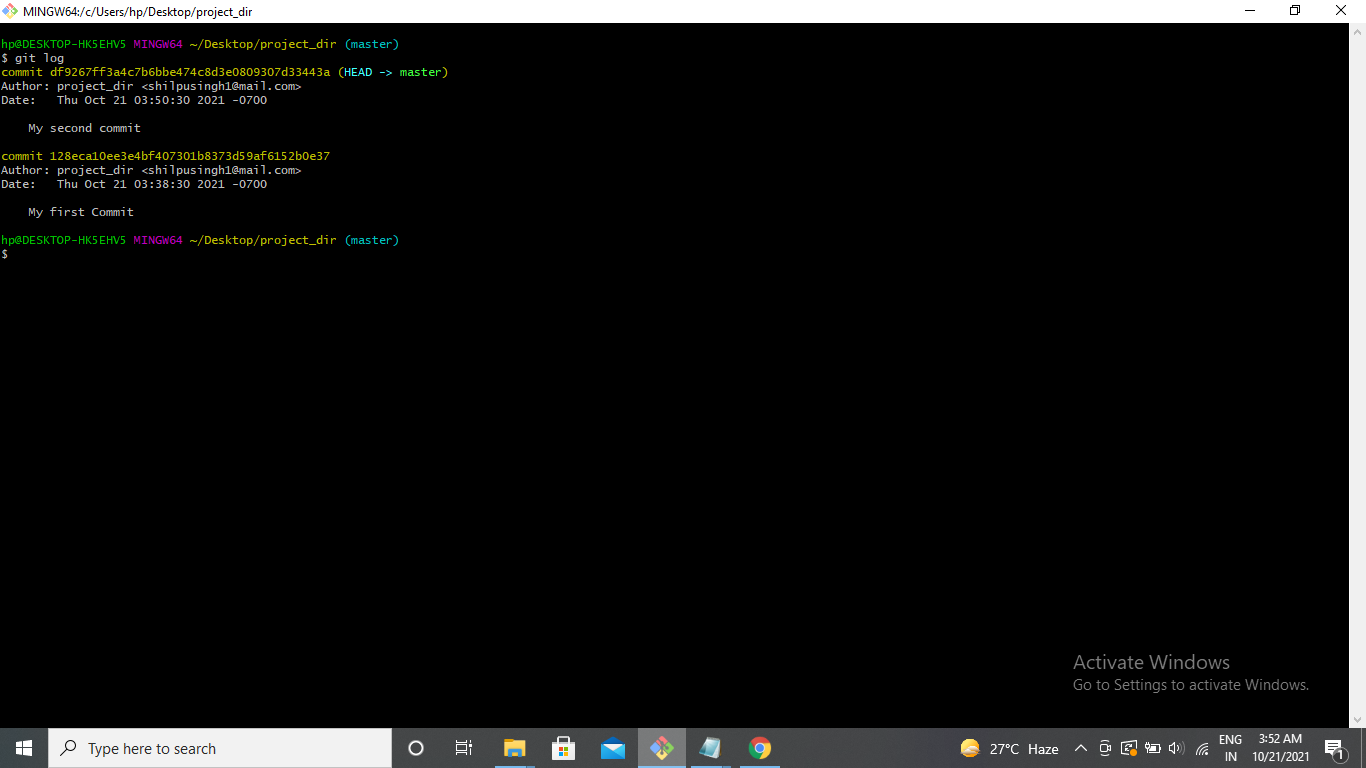 MINGW64:/c/Users/hp/Desktop/project_dir
hp@DESKTOP-HK5EHV5 MINGW64 ~/Desktop/project_dir (master)
$ git log
commit df9267ff3a4c7b6bbe474c8d3e0809307d33443a (HEAD -> master)
Author: project_dir <shilpusingh1@mail.com>
Date:   Thu Oct 21 03:50:30 2021 -0700
My second commit
commit 128eca10ee3e4bf407301b8373d59af6152b0e37
Author: project_dir <shilpusingh1@mail.com>
Date:   Thu Oct 21 03:38:30 2021 -0700
My first Commit
hp@DESKTOP-HK5EHV5 MINGW64 ~/Desktop/project_dir (master)
$
Activate Windows
Go to Settings to activate Windows.
Type here to search
27°C Haze
ENG
IN
3:52 AM
10/21/2021
1